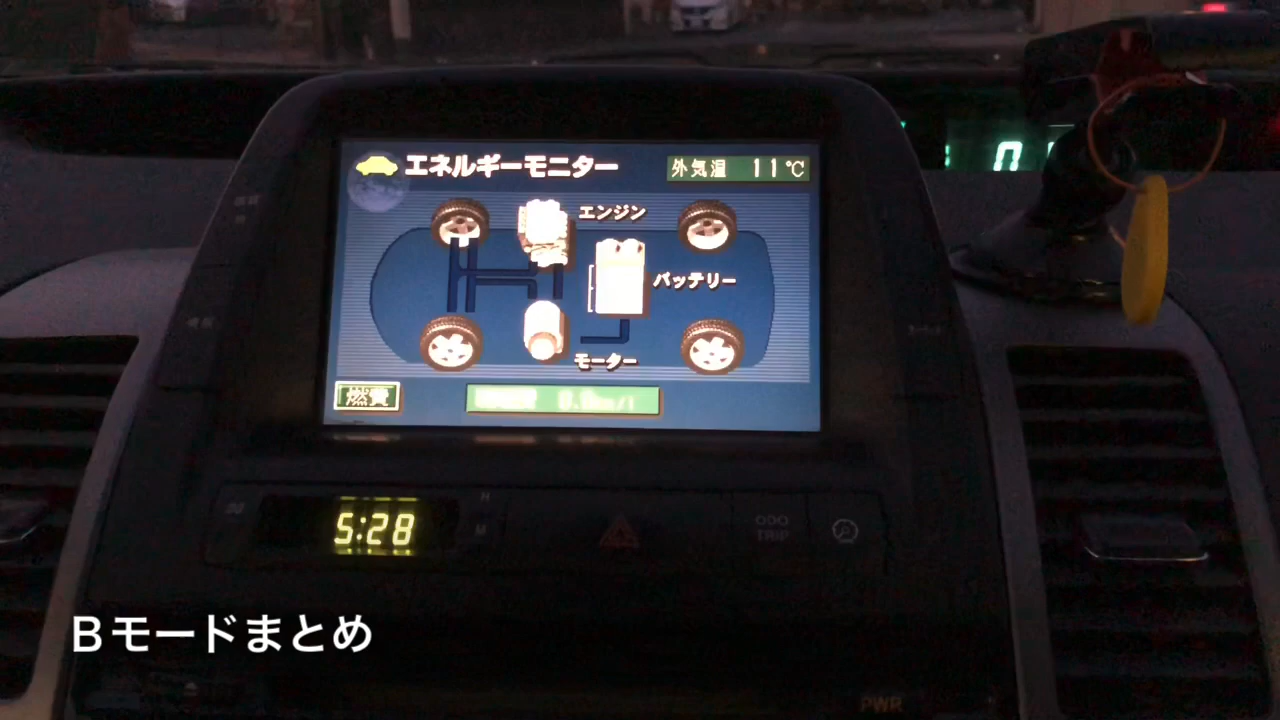 エネルギーモニター
外気温 11℃
エンジン
バッテリー
モーター
燃費
5:28
H
M
ODO
TRIP
Bモードまとめ
PWR